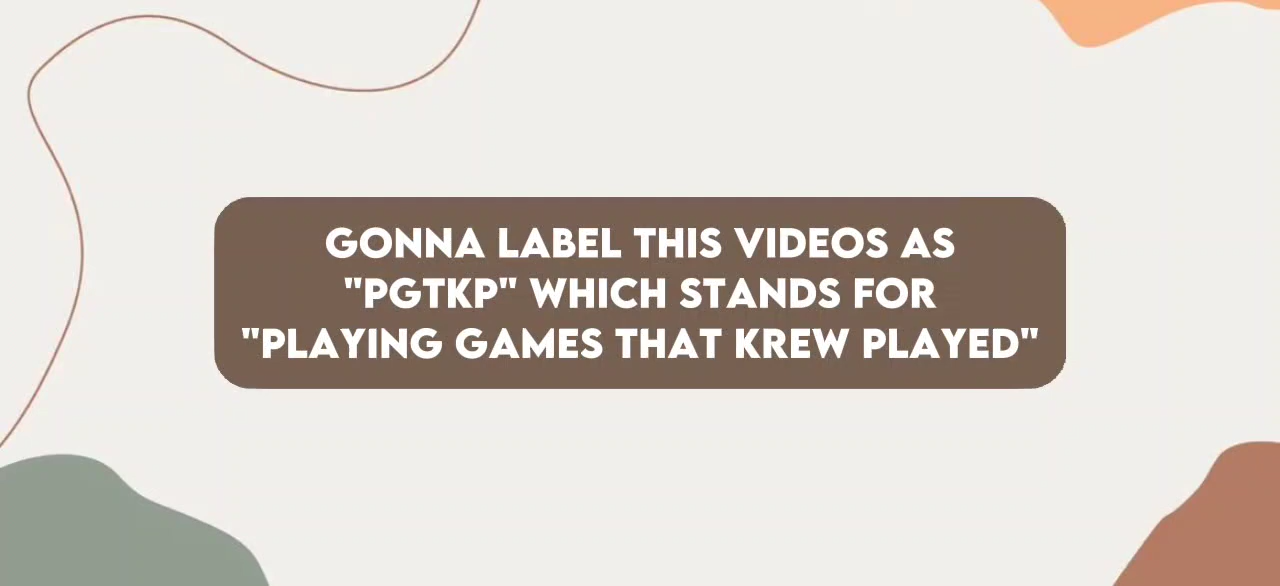 GONNA LABEL THIS VIDEOS AS
"PGTKP" WHICH STANDS FOR
"PLAYING GAMES THAT KREW PLAYED"